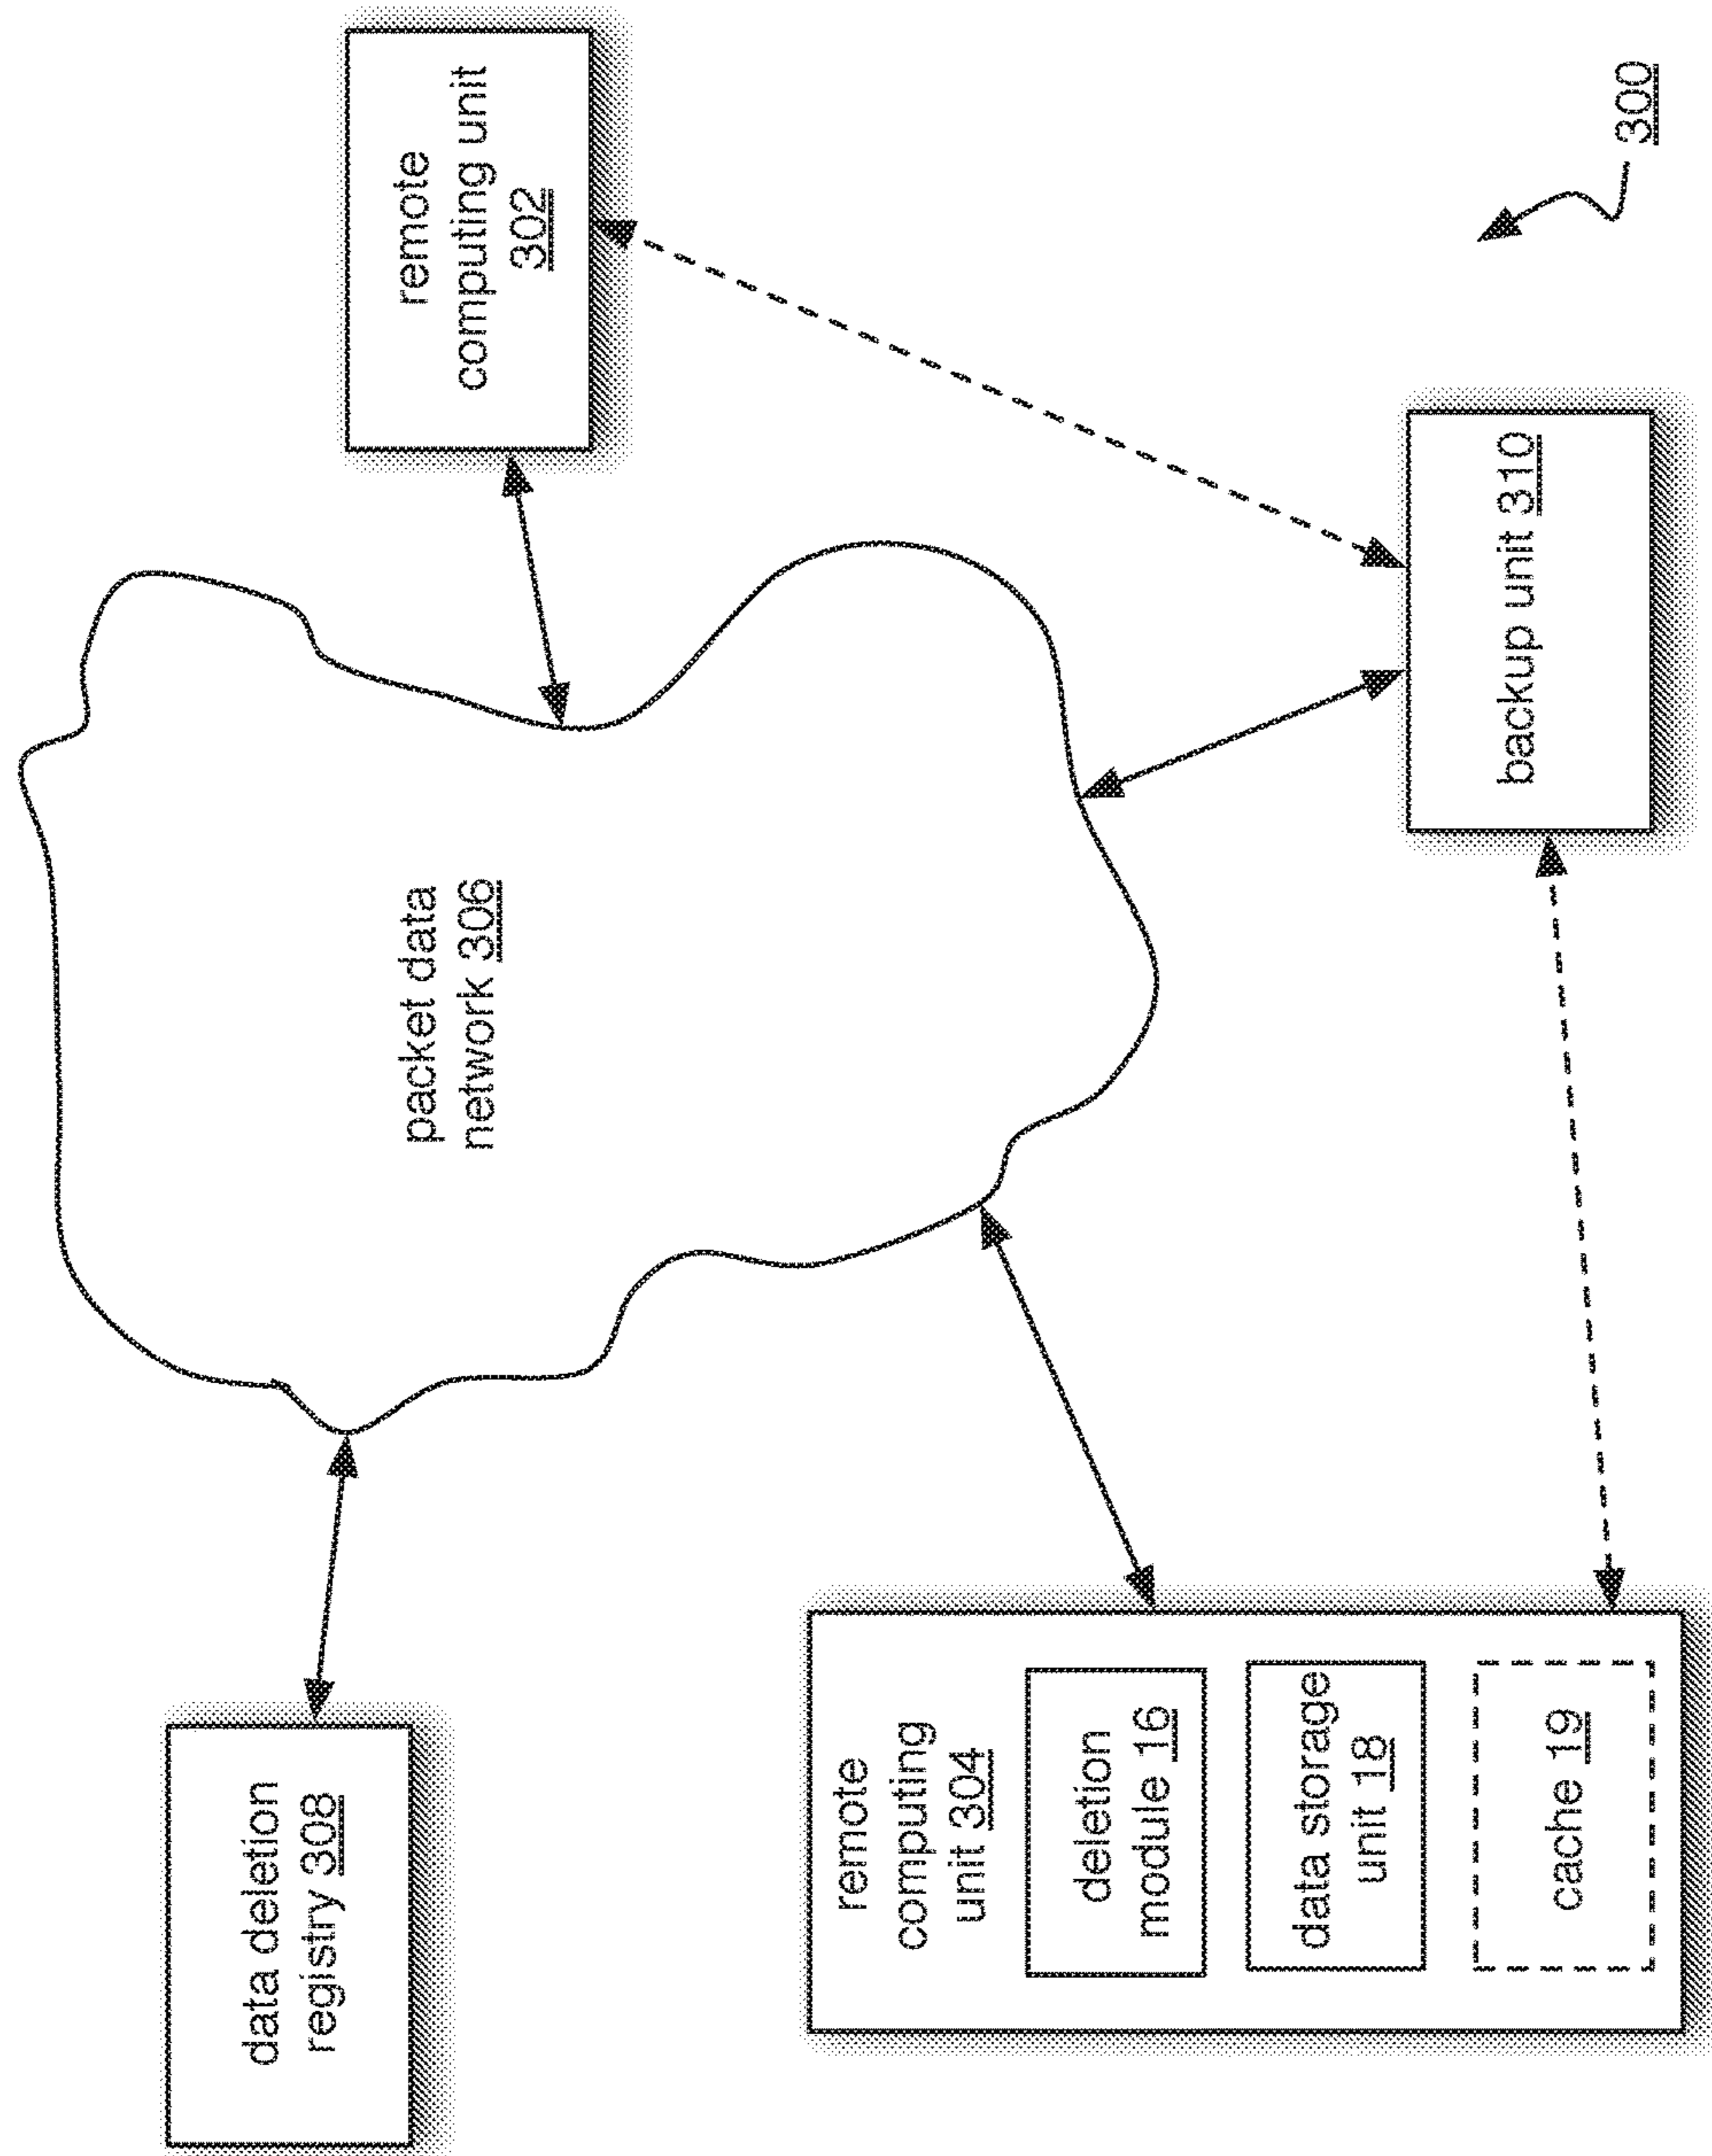 data deletion
registry 308
packet data
network 306
remote
computing unit
302
remote
computing
unit 304
deletion
module 16
data storage
unit 18
cache 19
backup unit 310
300